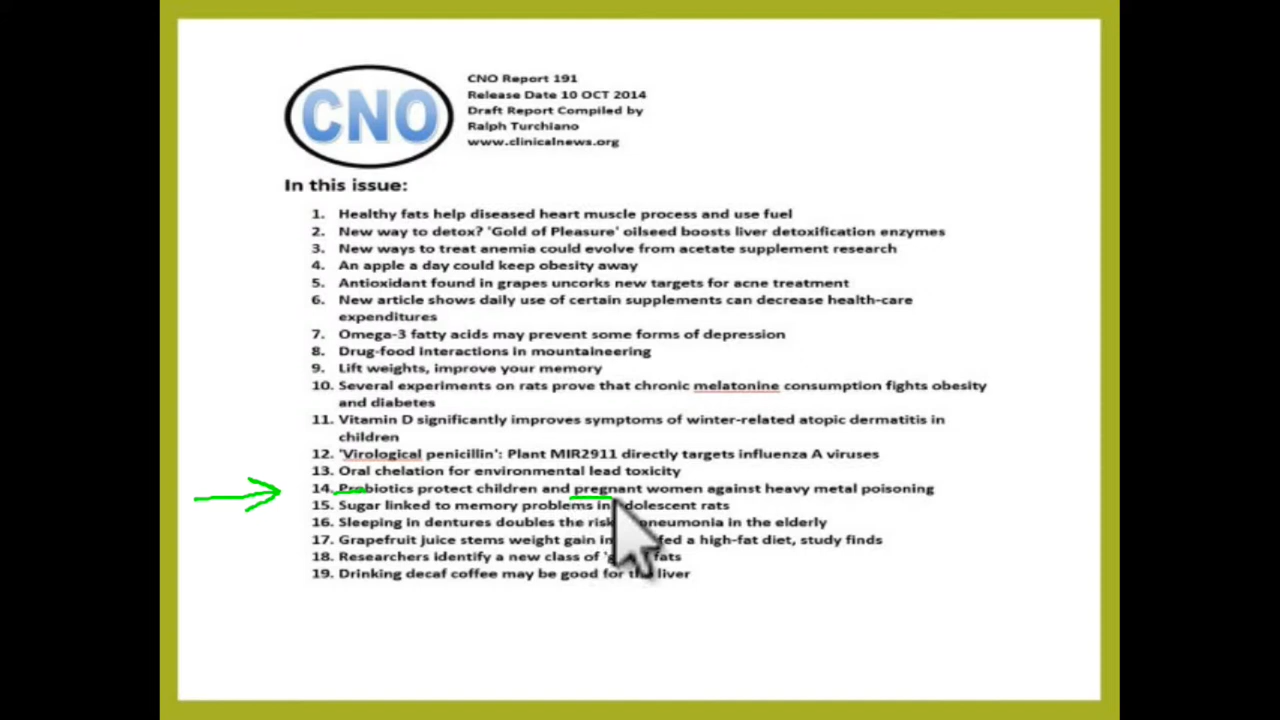 CNO
CNO Report 191
Release Date 10 OCT 2014
Draft Report Compiled by
Ralph Turchiano
www.clinicalnews.org
In this issue:
1. Healthy fats help diseased heart muscle process and use fuel
2. New way to detox? 'Gold of Pleasure' oilseed boosts liver detoxification enzymes
3. New ways to treat anemia could evolve from acetate supplement research
4. An apple a day could keep obesity away
5. Antioxidant found in grapes uncorks new targets for acne treatment
6. New article shows daily use of certain supplements can decrease health-care
expenditures
7. Omega-3 fatty acids may prevent some forms of depression
8. Drug-food interactions in mountaineering
9. Lift weights, improve your memory
10. Several experiments on rats prove that chronic melatonine consumption fights obesity
and diabetes
11. Vitamin D significantly improves symptoms of winter-related atopic dermatitis in
children
12. 'Virological penicillin': Plant MIR2911 directly targets influenza A viruses
13. Oral chelation for environmental lead toxicity
14. Probiotics protect children and pregnant women against heavy metal poisoning
15. Sugar linked to memory problems in adolescent rats
16. Sleeping in dentures doubles the risk pneumonia in the elderly
17. Grapefruit juice stems weight gain in fed a high-fat diet, study finds
18. Researchers identify a new class of fats
19. Drinking decaf coffee may be good for the liver